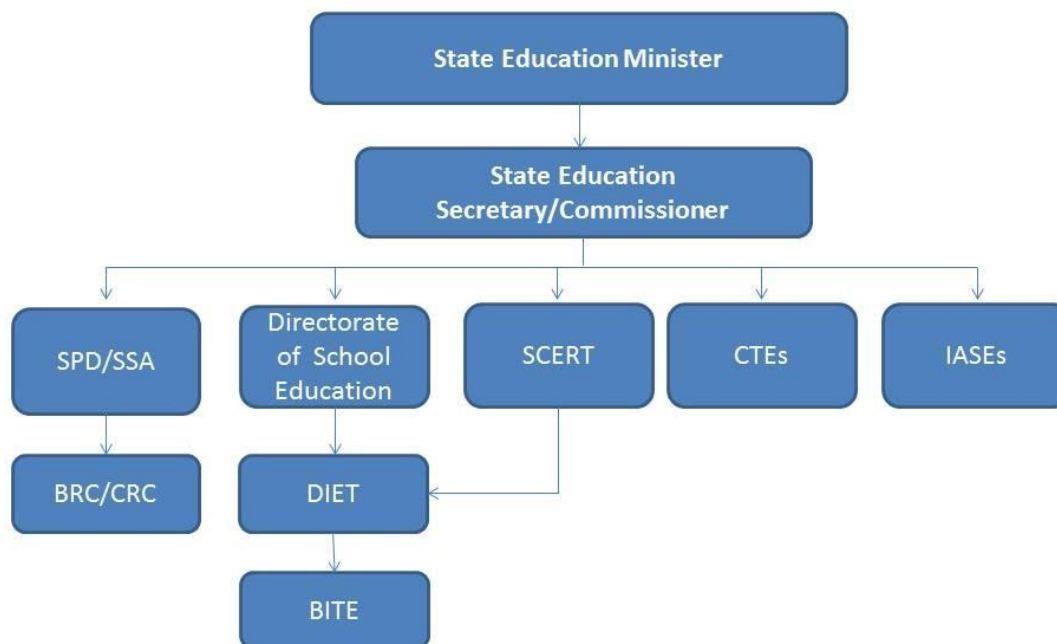 State Education Minister
State Education
Secretary/Commissioner
SPD/SSA
Directorate
of School
Education
SCERT
CTEs
IASEs
BRC/CRC
DIET
BITE